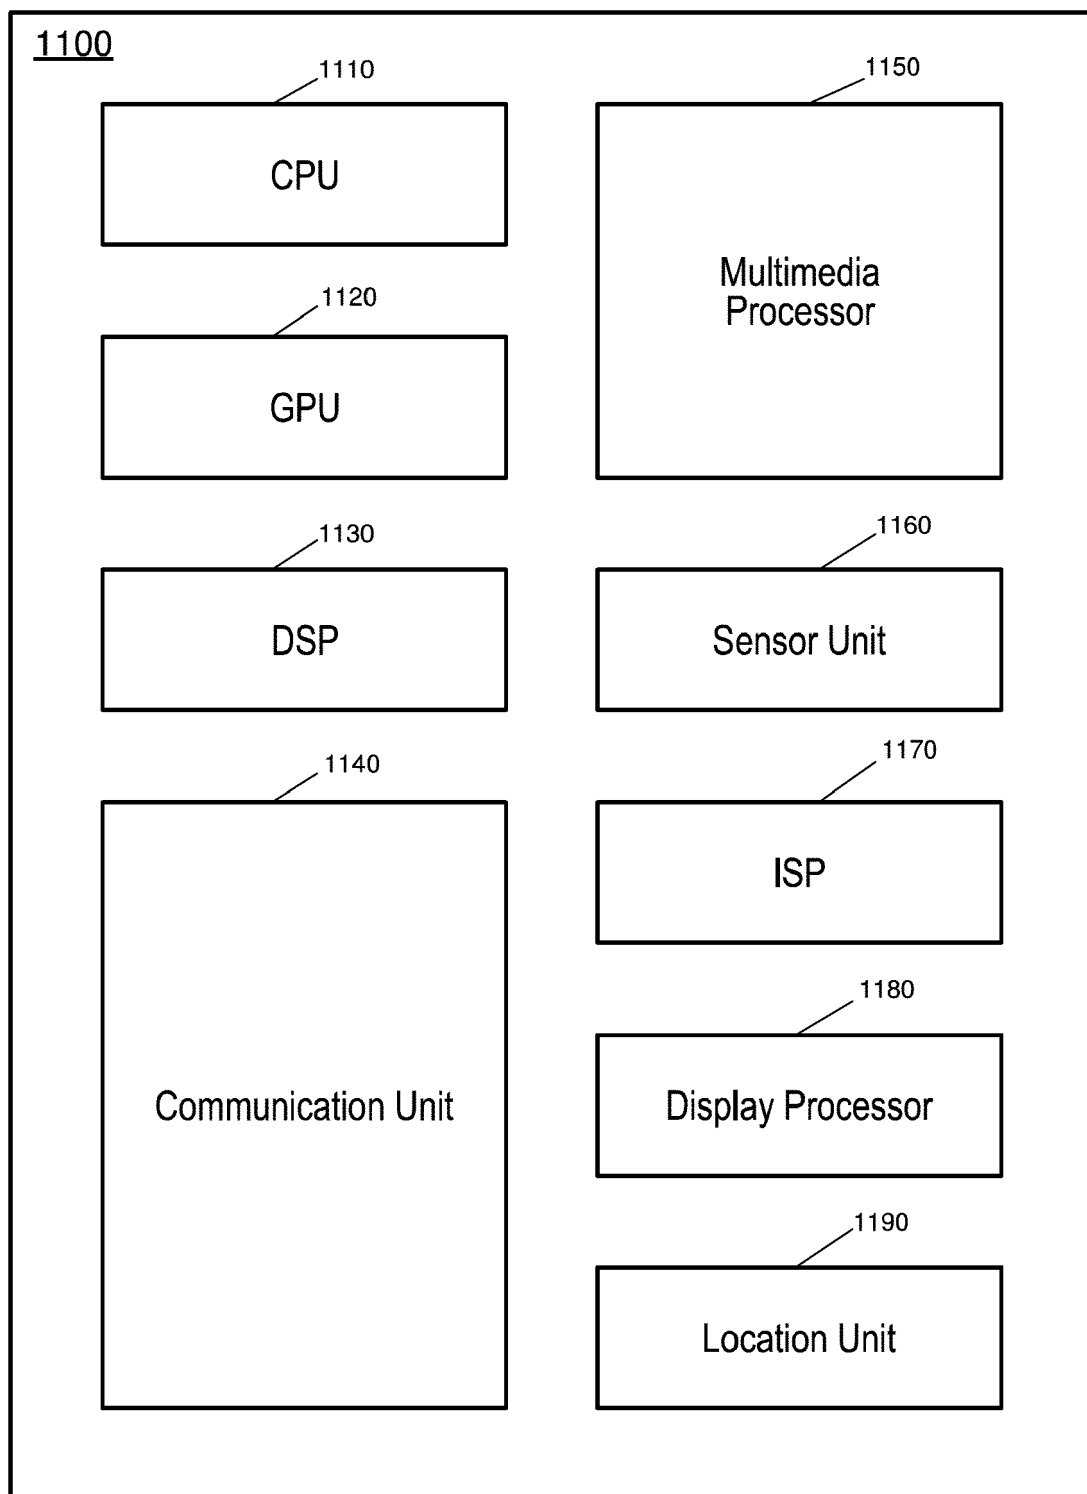 1100
1110
CPU
1120
GPU
1130
DSP
1140
Communication Unit
1150
Multimedia
Processor
1160
Sensor Unit
1170
ISP
1180
Display Processor
1190
Location Unit